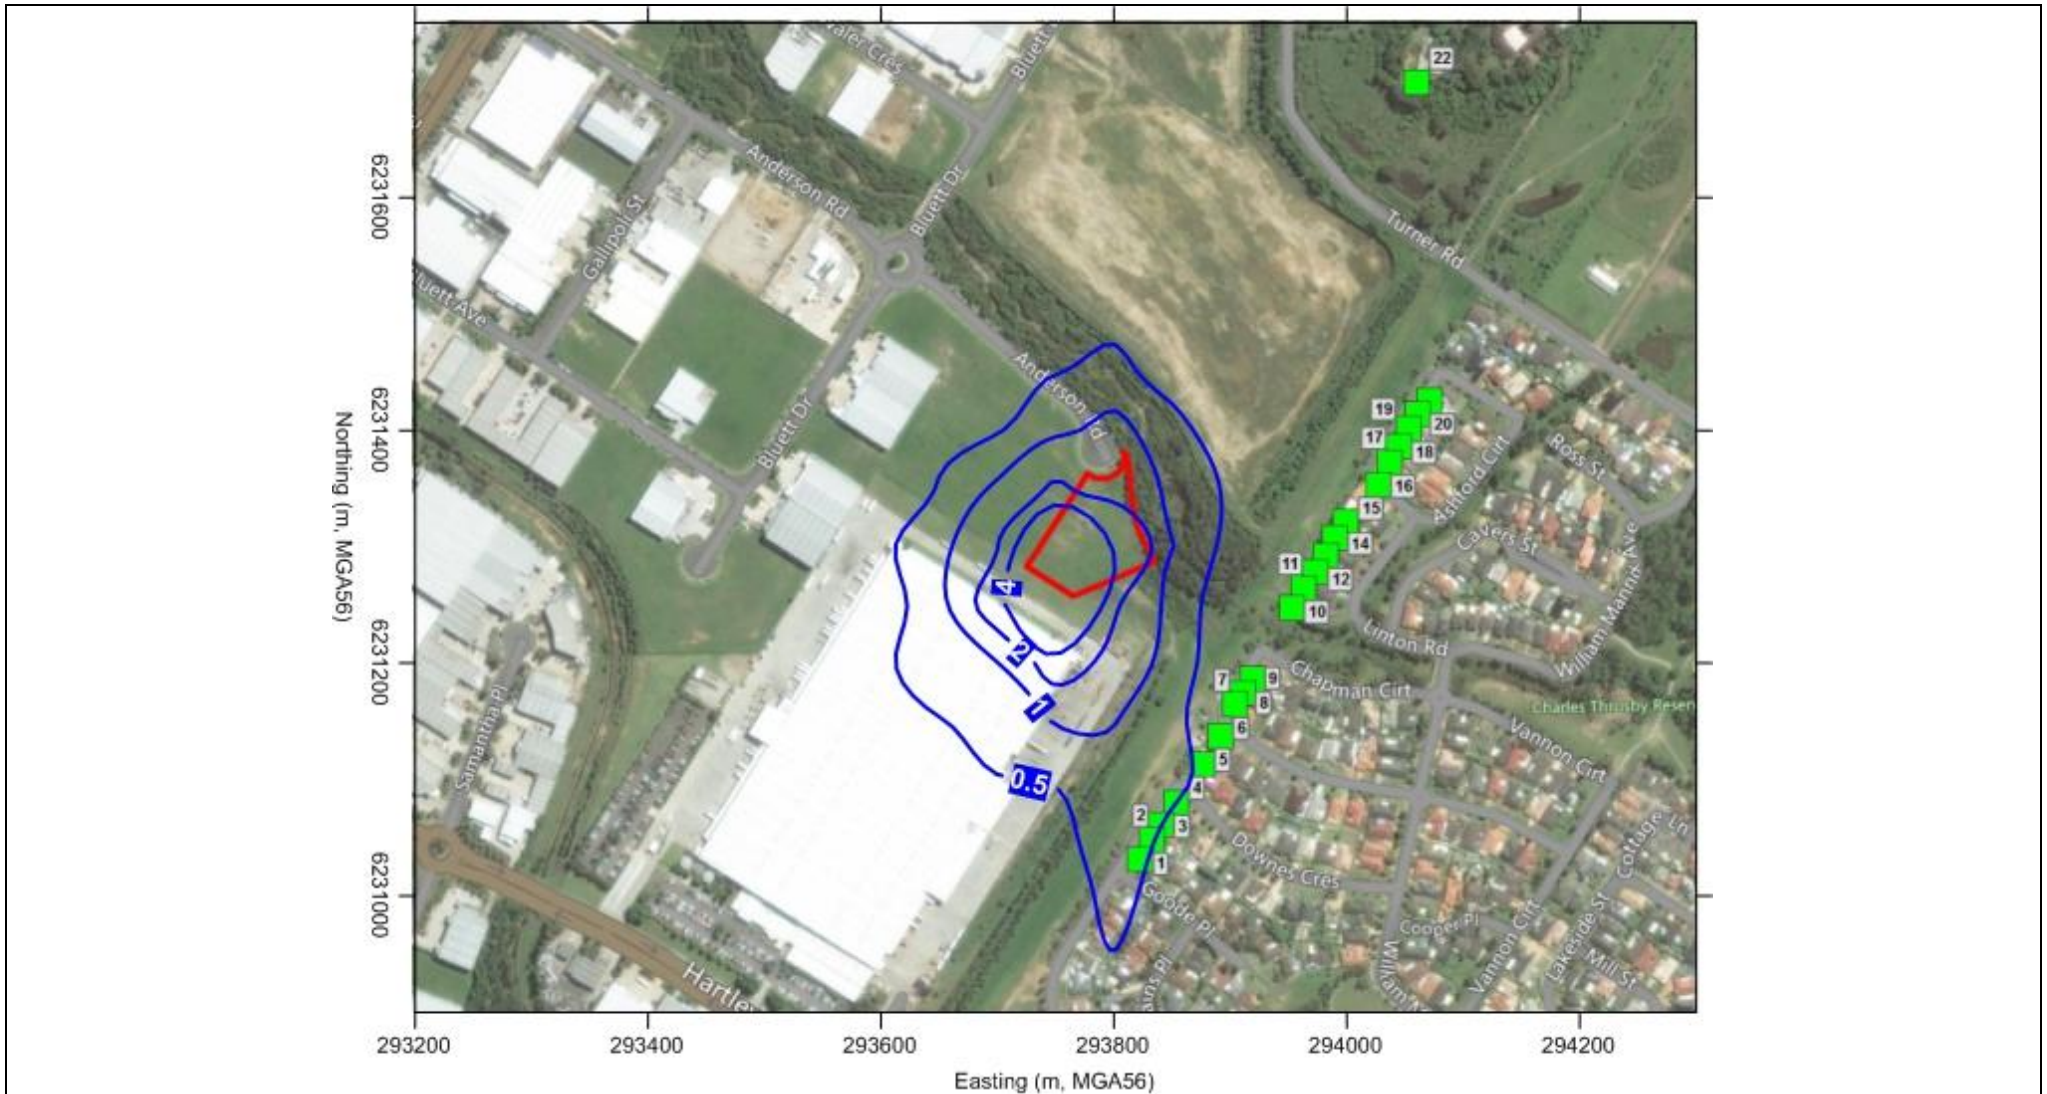 22
Bluett Dr
Anderson Rd
Bluett Dr
Gallipoli St
Turner Rd
Anderson Rd
Bluett Dr
19
20
17
18
16
15
14
11
12
10
Ross St
Ashford Cirt
Cavers St
William Mannix Ave
Linton Rd
Chapman Cirt
Charles Throsby Reser
Vannon Cirt
7
9
8
6
5
4
2
3
1
4
2
1
0.5
Samantha Pl
Downes Cres
Goode Pl
Cooper Pl
Vannon Cirt
Lakeside St
Mill St
Cottage Ln
Hartley
6231600
6231400
6231200
6231000
Northing (m, MGA56)
293200
293400
293600
293800
294000
294200
Easting (m, MGA56)